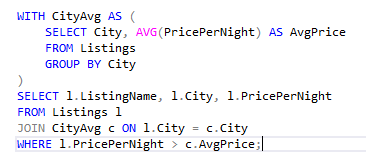 WITH CityAvg AS (
    SELECT City, AVG(PricePerNight) AS AvgPrice
    FROM Listings
    GROUP BY City
)
SELECT l.ListingName, l.City, l.PricePerNight
FROM Listings l
JOIN CityAvg c ON l.City = c.City
WHERE l.PricePerNight > c.AvgPrice;